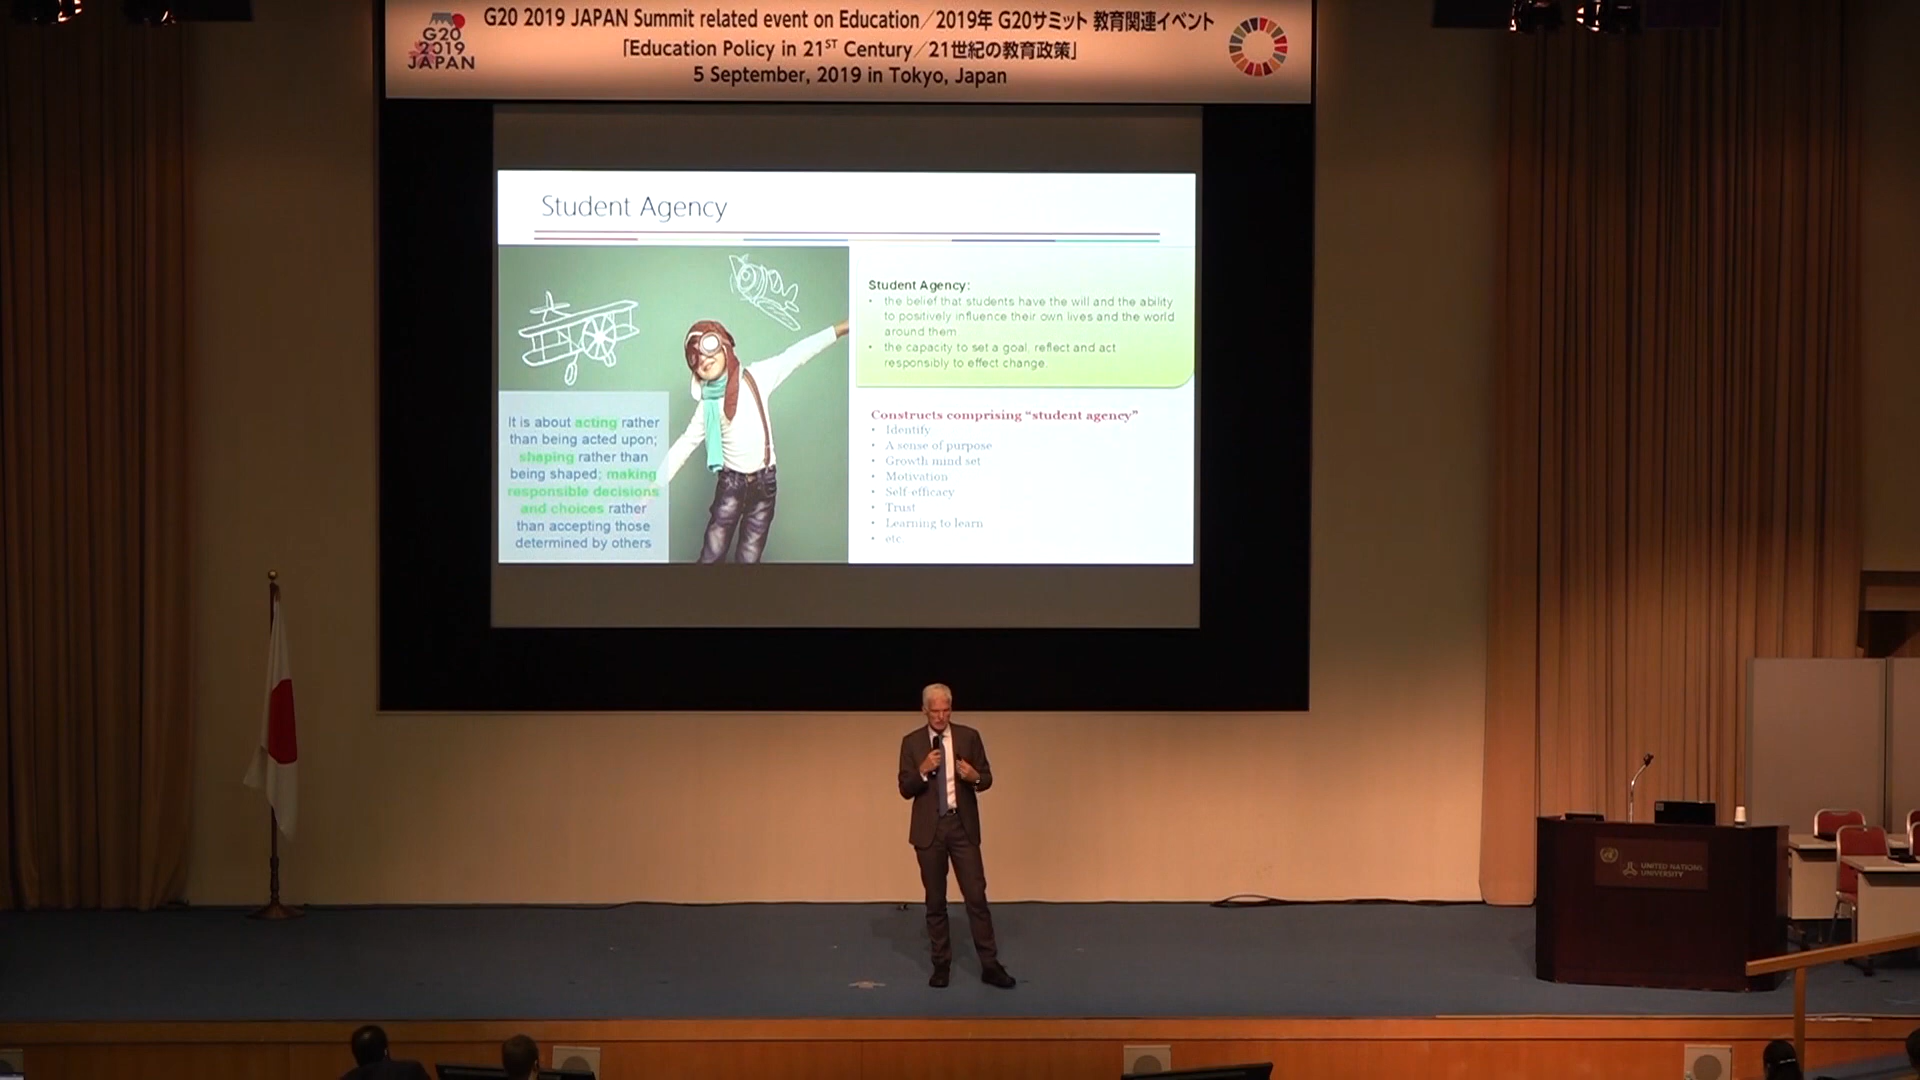 G20 2019 JAPAN Summit related event on Education／2019年 G20サミット 教育関連イベント
「Education Policy in 21ST Century／21世紀の教育政策」
5 September, 2019 in Tokyo, Japan
G20
2019
JAPAN
Student Agency
It is about acting rather
than being acted upon;
shaping rather than
being shaped; making
responsible decisions
and choices rather
than accepting those
determined by others
Student Agency:
• the belief that students have the will and the ability
to positively influence their own lives and the world
around them.
• the capacity to set a goal, reflect and act
responsibly to effect change.
Constructs comprising “student agency”
• Identify
• A sense of purpose
• Growth mind set
• Motivation
• Self efficacy
• Trust
• Learning to learn
• etc.
UNITED NATIONS
UNIVERSITY